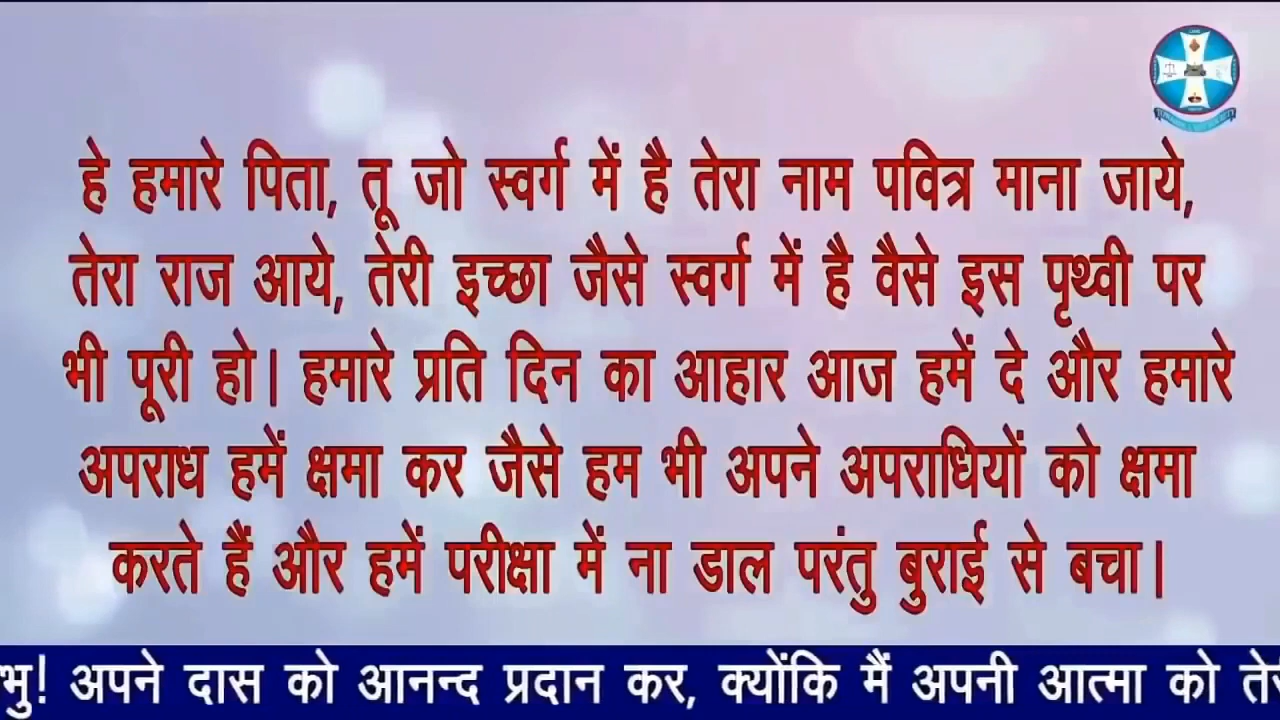 हे हमारे पिता, तू जो स्वर्ग में है तेरा नाम पवित्र माना जाये,
तेरा राज आये, तेरी इच्छा जैसे स्वर्ग में है वैसे इस पृथ्वी पर
भी पूरी हो| हमारे प्रति दिन का आहार आज हमें दे और हमारे
अपराध हमें क्षमा कर जैसे हम भी अपने अपराधियों को क्षमा
करते हैं और हमें परीक्षा में ना डाल परंतु बुराई से बचा|
भु! अपने दास को आनन्द प्रदान कर, क्योंकि मैं अपनी आत्मा को